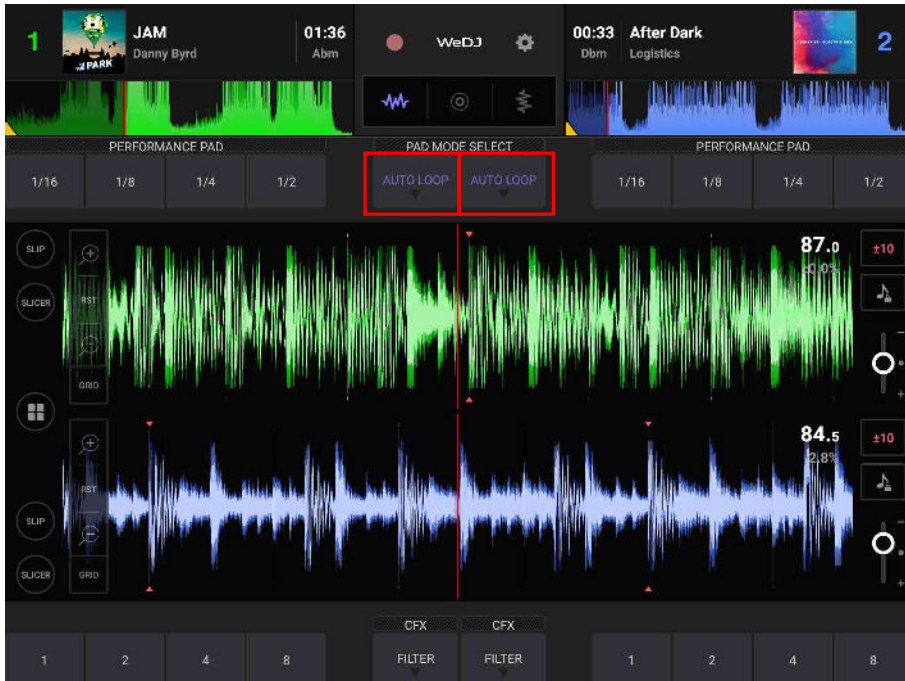 1
JAM
Danny Byrd
01:36
Abm
WeDJ
00:33
Dbm
After Dark
Logistics
2
PARK
PERFORMANCE PAD
PAD MODE SELECT
PERFORMANCE PAD
1/16 1/8 1/4 1/2
AUTO LOOP AUTO LOOP
1/16 1/8 1/4 1/2
SLIP
SLICER
RST
GRID
87.0
±0.0%
±10
−
+
84.5
-2.8%
±10
RST
SLIP
SLICER
GRID
−
+
CFX CFX
1 2 4 8
FILTER FILTER
1 2 4 8